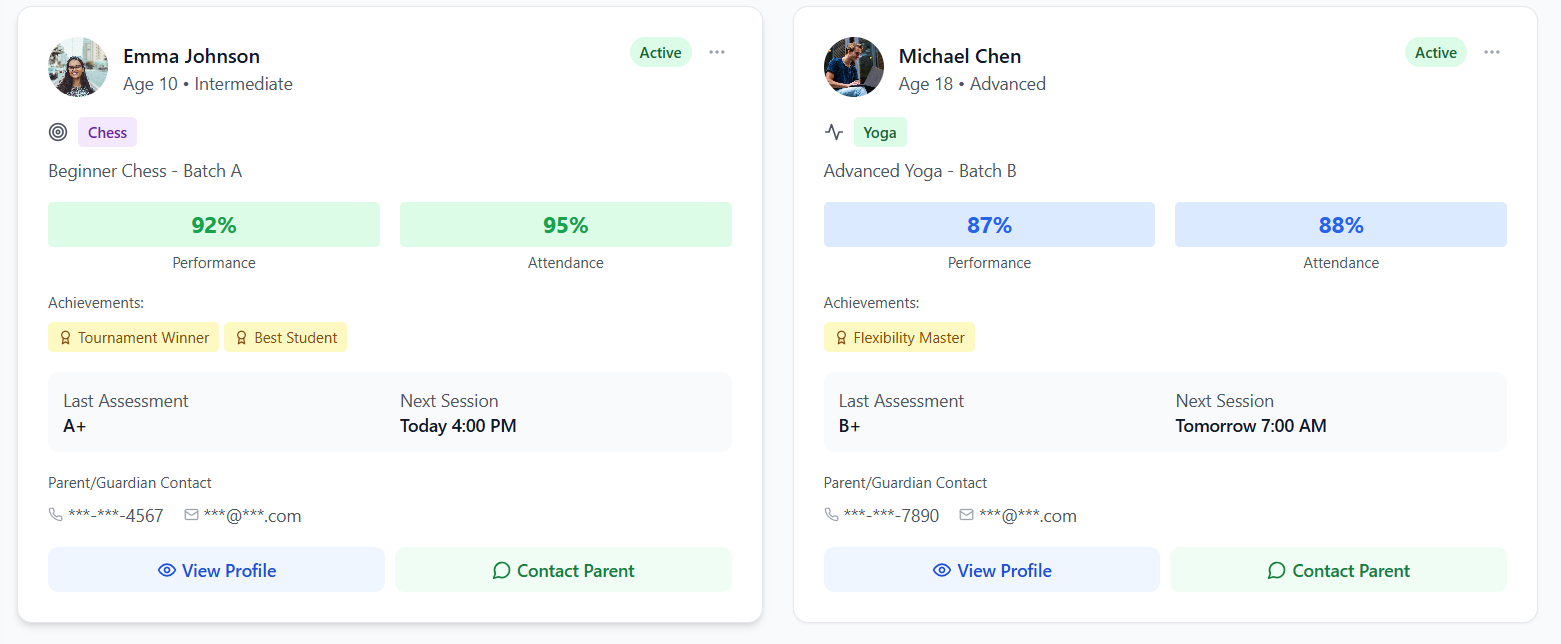 Emma Johnson
Active
Age 10 • Intermediate
Chess
Beginner Chess - Batch A
92%
95%
Performance
Attendance
Achievements:
Tournament Winner
Best Student
Last Assessment
Next Session
A+
Today 4:00 PM
Parent/Guardian Contact
***-***-4567
***@***.com
View Profile
Contact Parent
Michael Chen
Active
Age 18 • Advanced
Yoga
Advanced Yoga - Batch B
87%
88%
Performance
Attendance
Achievements:
Flexibility Master
Last Assessment
Next Session
B+
Tomorrow 7:00 AM
Parent/Guardian Contact
***-***-7890
***@***.com
View Profile
Contact Parent